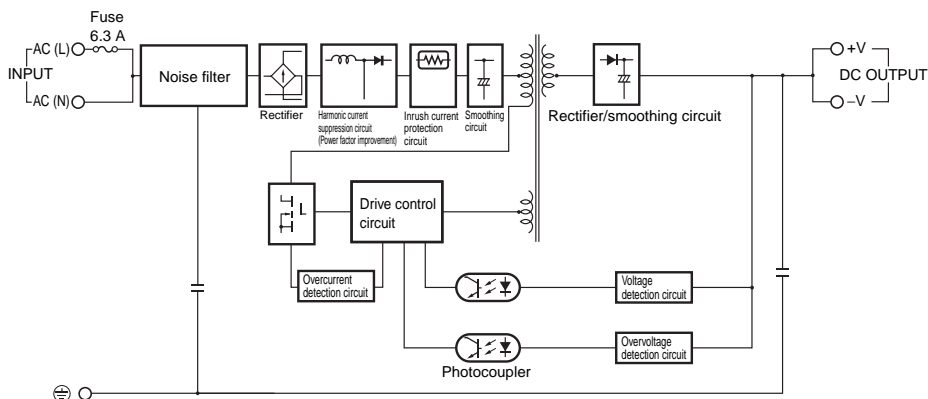 Fuse
6.3 A
AC (L)
INPUT
AC (N)
Noise filter
Rectifier
Harmonic current
suppression circuit
(Power factor improvement)
Inrush current
protection
circuit
Smoothing
circuit
Rectifier/smoothing circuit
+V
DC OUTPUT
–V
Drive control
circuit
Overcurrent
detection circuit
Voltage
detection circuit
Overvoltage
detection circuit
Photocoupler